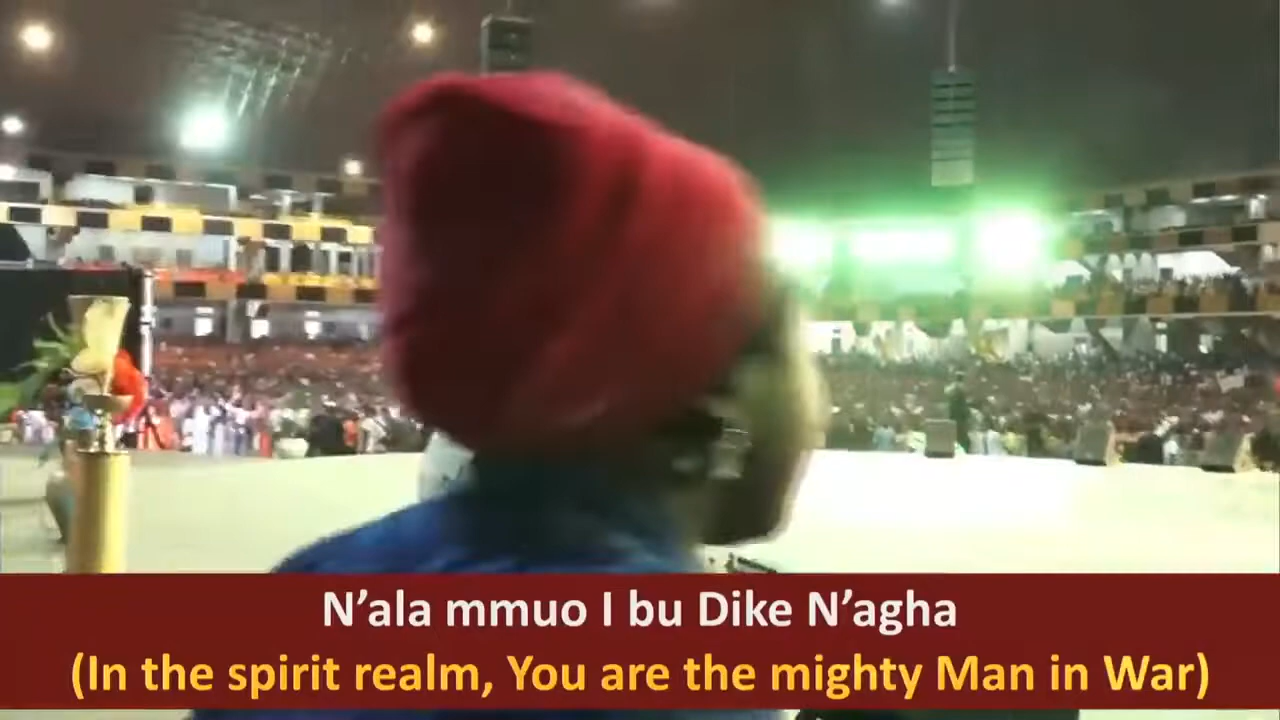 N’ala mmuo I bu Dike N’agha
(In the spirit realm, You are the mighty Man in War)